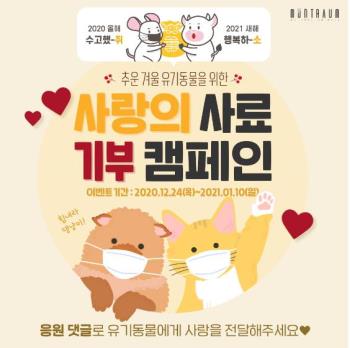 MÜNTRAUM
2020 올해
수고했-쥐
2021 새해
행복하-소
추운 겨울 유기동물을 위한
사랑의 사료
기부 캠페인
이벤트 기간 : 2020.12.24(목)~2021.01.10(일)
힘내라
댕냥이!
응원 댓글로 유기동물에게 사랑을 전달해주세요♥